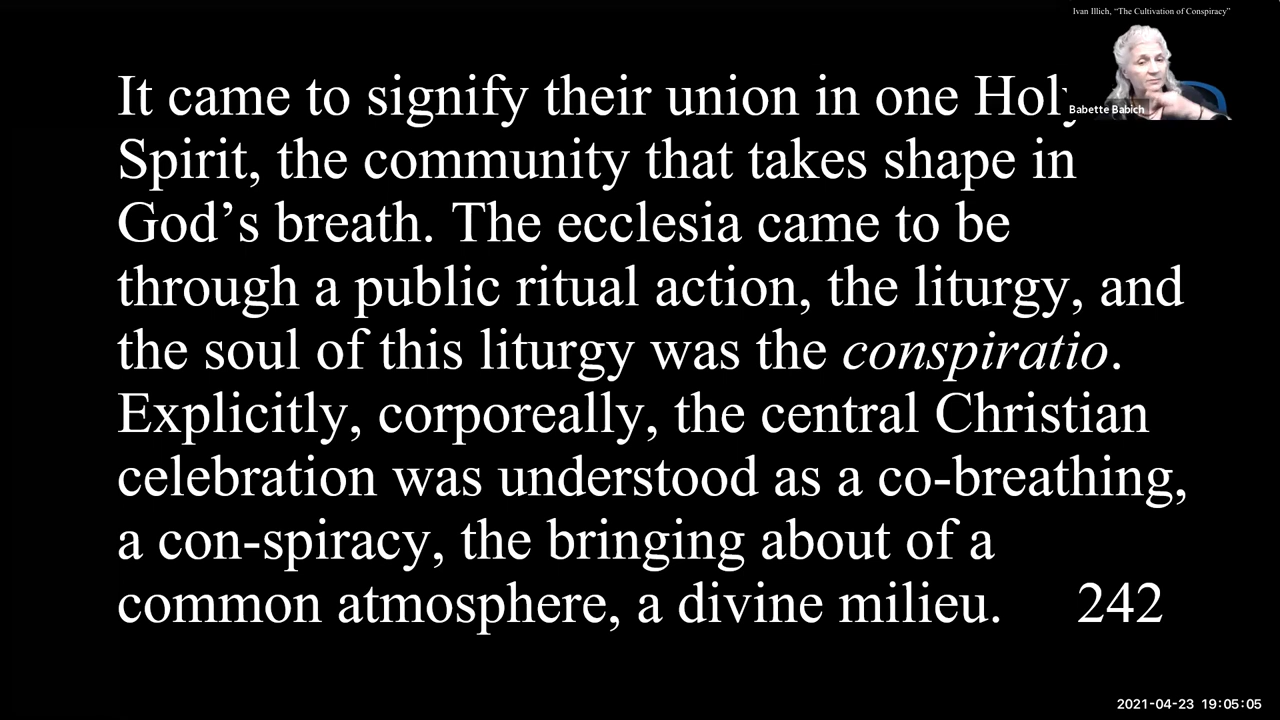 Ivan Illich, “The Cultivation of Conspiracy”
It came to signify their union in one Holy
Babette Babich
Spirit, the community that takes shape in
God’s breath. The ecclesia came to be
through a public ritual action, the liturgy, and
the soul of this liturgy was the conspiratio.
Explicitly, corporeally, the central Christian
celebration was understood as a co-breathing,
a con-spiracy, the bringing about of a
common atmosphere, a divine milieu. 242
2021-04-23 19:05:05